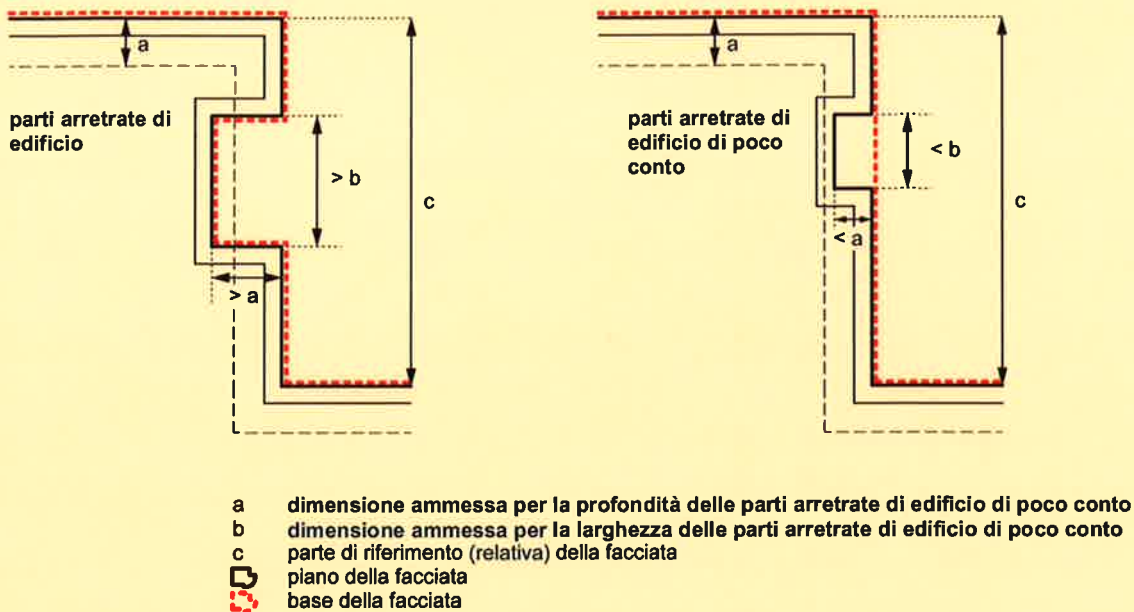 a
parti arretrate di
edificio
> b
c
> a
a
parti arretrate di
edificio di poco
conto
< b
c
< a
a dimensione ammessa per la profondità delle parti arretrate di edificio di poco conto
b dimensione ammessa per la larghezza delle parti arretrate di edificio di poco conto
c parte di riferimento (relativa) della facciata
piano della facciata
base della facciata